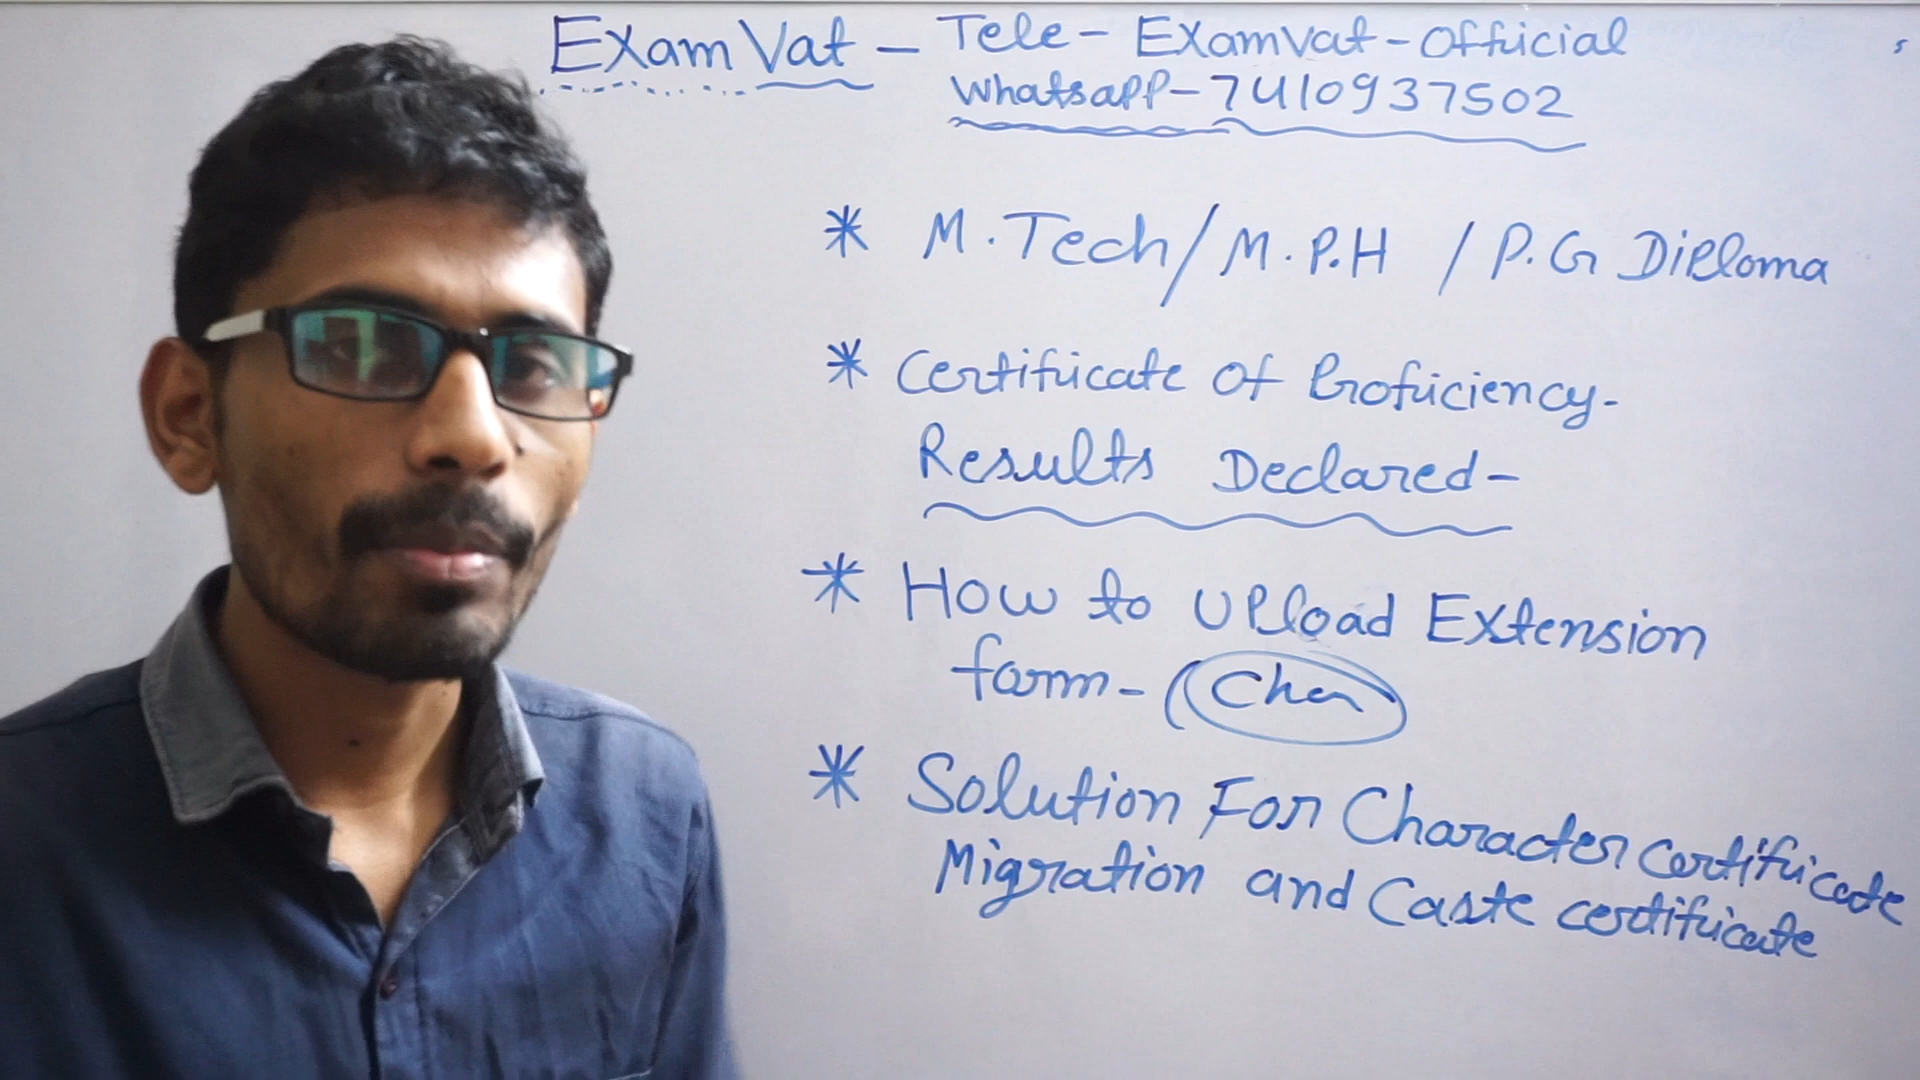 ExamVat - Tele - Examvat-Official
Whatsapp - 7410937502
* M.Tech / M.P.H / P.G Diploma
* Certificate Of Proficiency -
Results Declared -
* How to Upload Extension
form - (Cha
* Solution For Character Certificate
Migration and Caste certificate